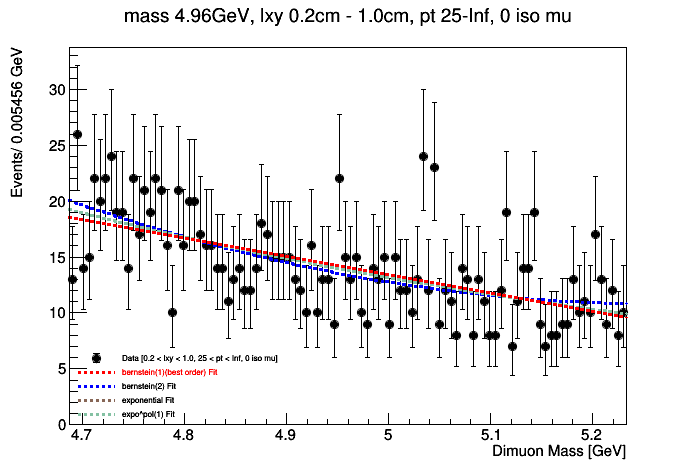 mass 4.96GeV, lxy 0.2cm - 1.0cm, pt 25-Inf, 0 iso mu
Events/ 0.005456 GeV
30
25
20
15
10
5
0
Data [0.2 < lxy < 1.0, 25 < pt < Inf, 0 iso mu]
bernstein(1)(best order) Fit
bernstein(2) Fit
exponential Fit
expo*pol(1) Fit
4.7 4.8 4.9 5 5.1 5.2
Dimuon Mass [GeV]